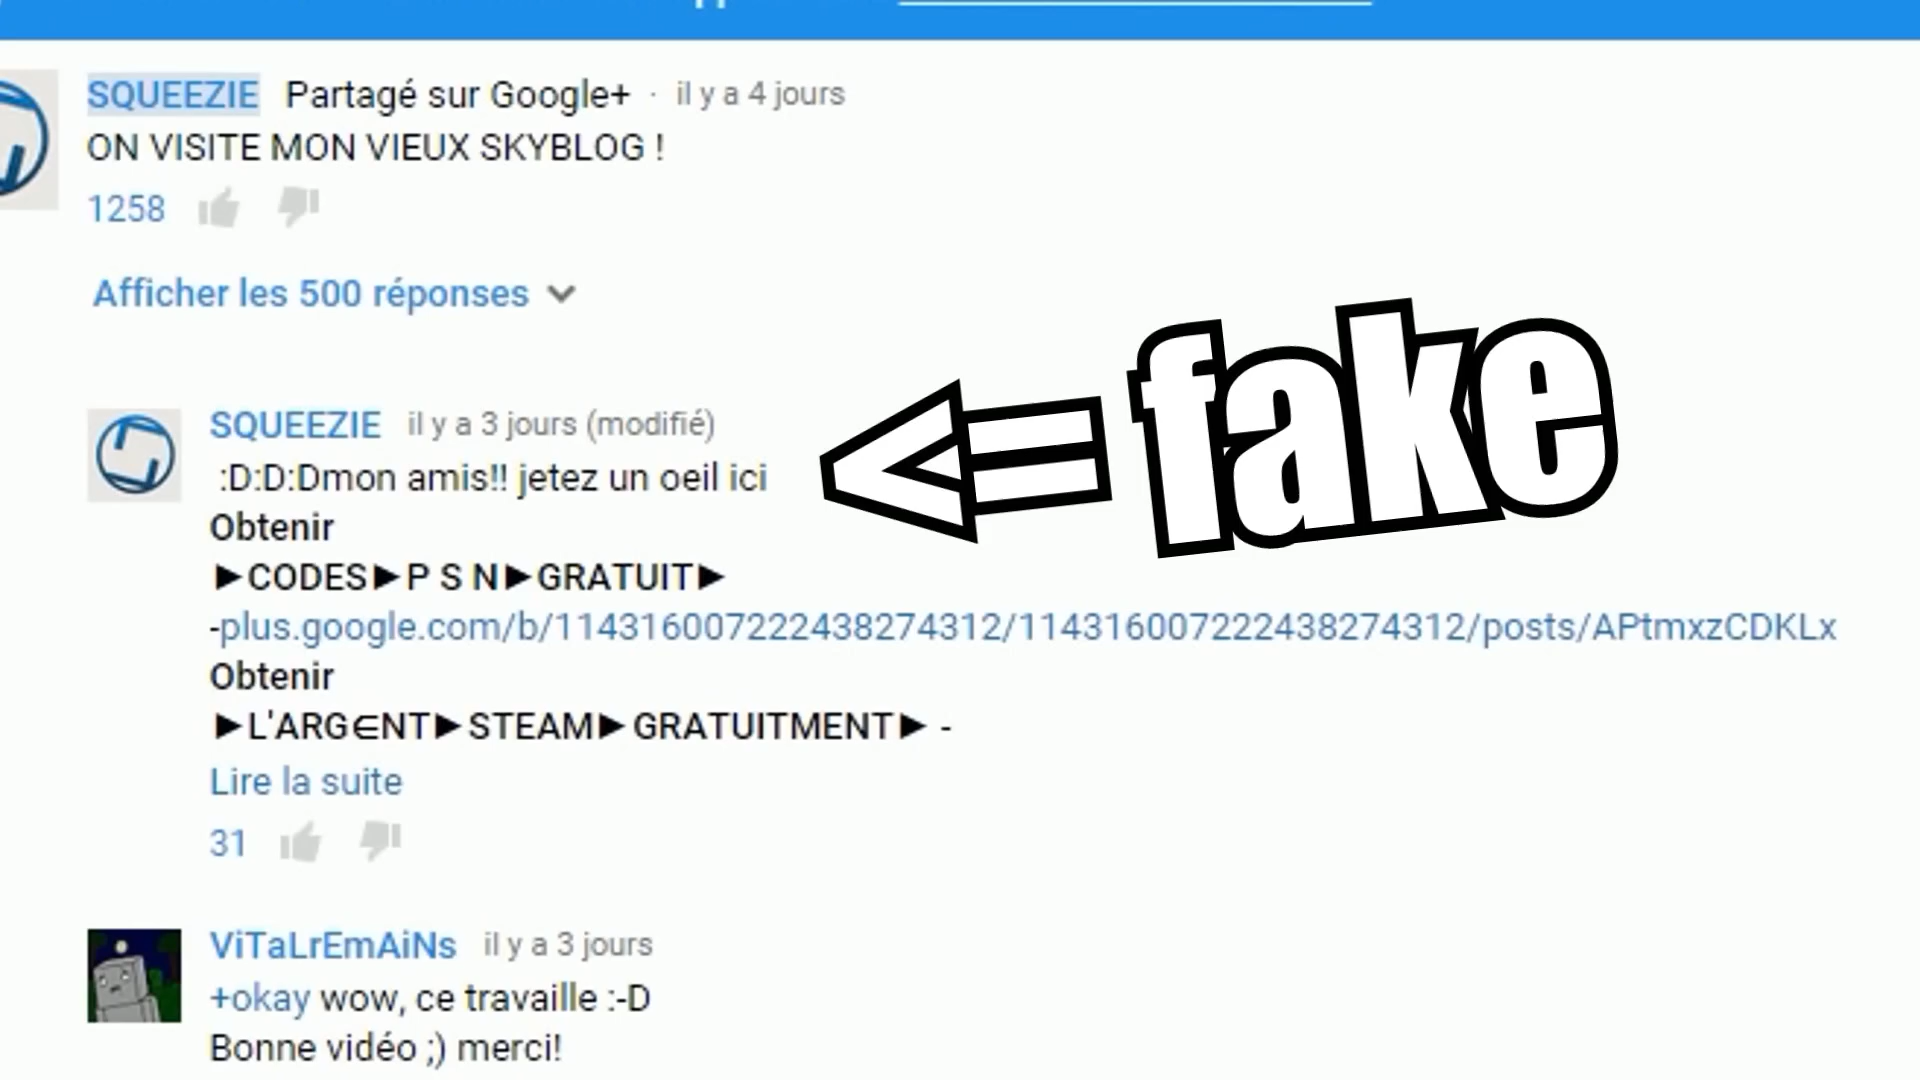 SQUEEZIE Partagé sur Google+ · il y a 4 jours
ON VISITE MON VIEUX SKYBLOG !
1258
Afficher les 500 réponses
SQUEEZIE il y a 3 jours (modifié)
:D:D:Dmon amis!! jetez un oeil ici
<= fake
Obtenir
►CODES►P S N►GRATUIT►
-plus.google.com/b/114316007222438274312/114316007222438274312/posts/APtmxzCDKLx
Obtenir
►L'ARG∈NT►STEAM►GRATUITMENT► -
Lire la suite
31
ViTaLrEmAiNs il y a 3 jours
+okay wow, ce travaille :-D
Bonne vidéo ;) merci!